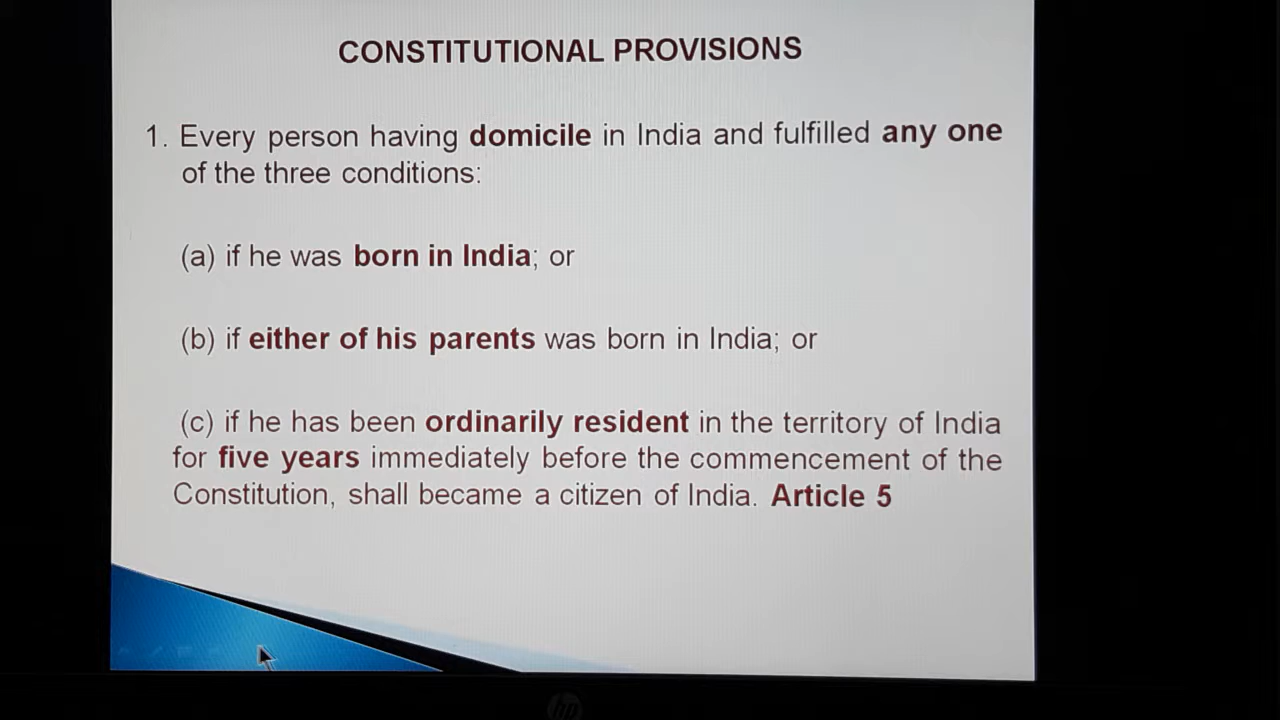 CONSTITUTIONAL PROVISIONS
1. Every person having domicile in India and fulfilled any one
of the three conditions:
(a) if he was born in India; or
(b) if either of his parents was born in India; or
(c) if he has been ordinarily resident in the territory of India
for five years immediately before the commencement of the
Constitution, shall became a citizen of India. Article 5
hp